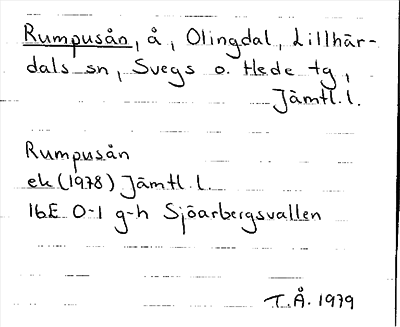 Rumpusån, å, Olingdal, Lillhär-
dals sn, Svegs o. Hede tg,
Jämtl. l.
Rumpusån
ek (1978) Jämtl. l.
16E 0-1 g-h Sjöarbergsvallen
T.Å. 1979